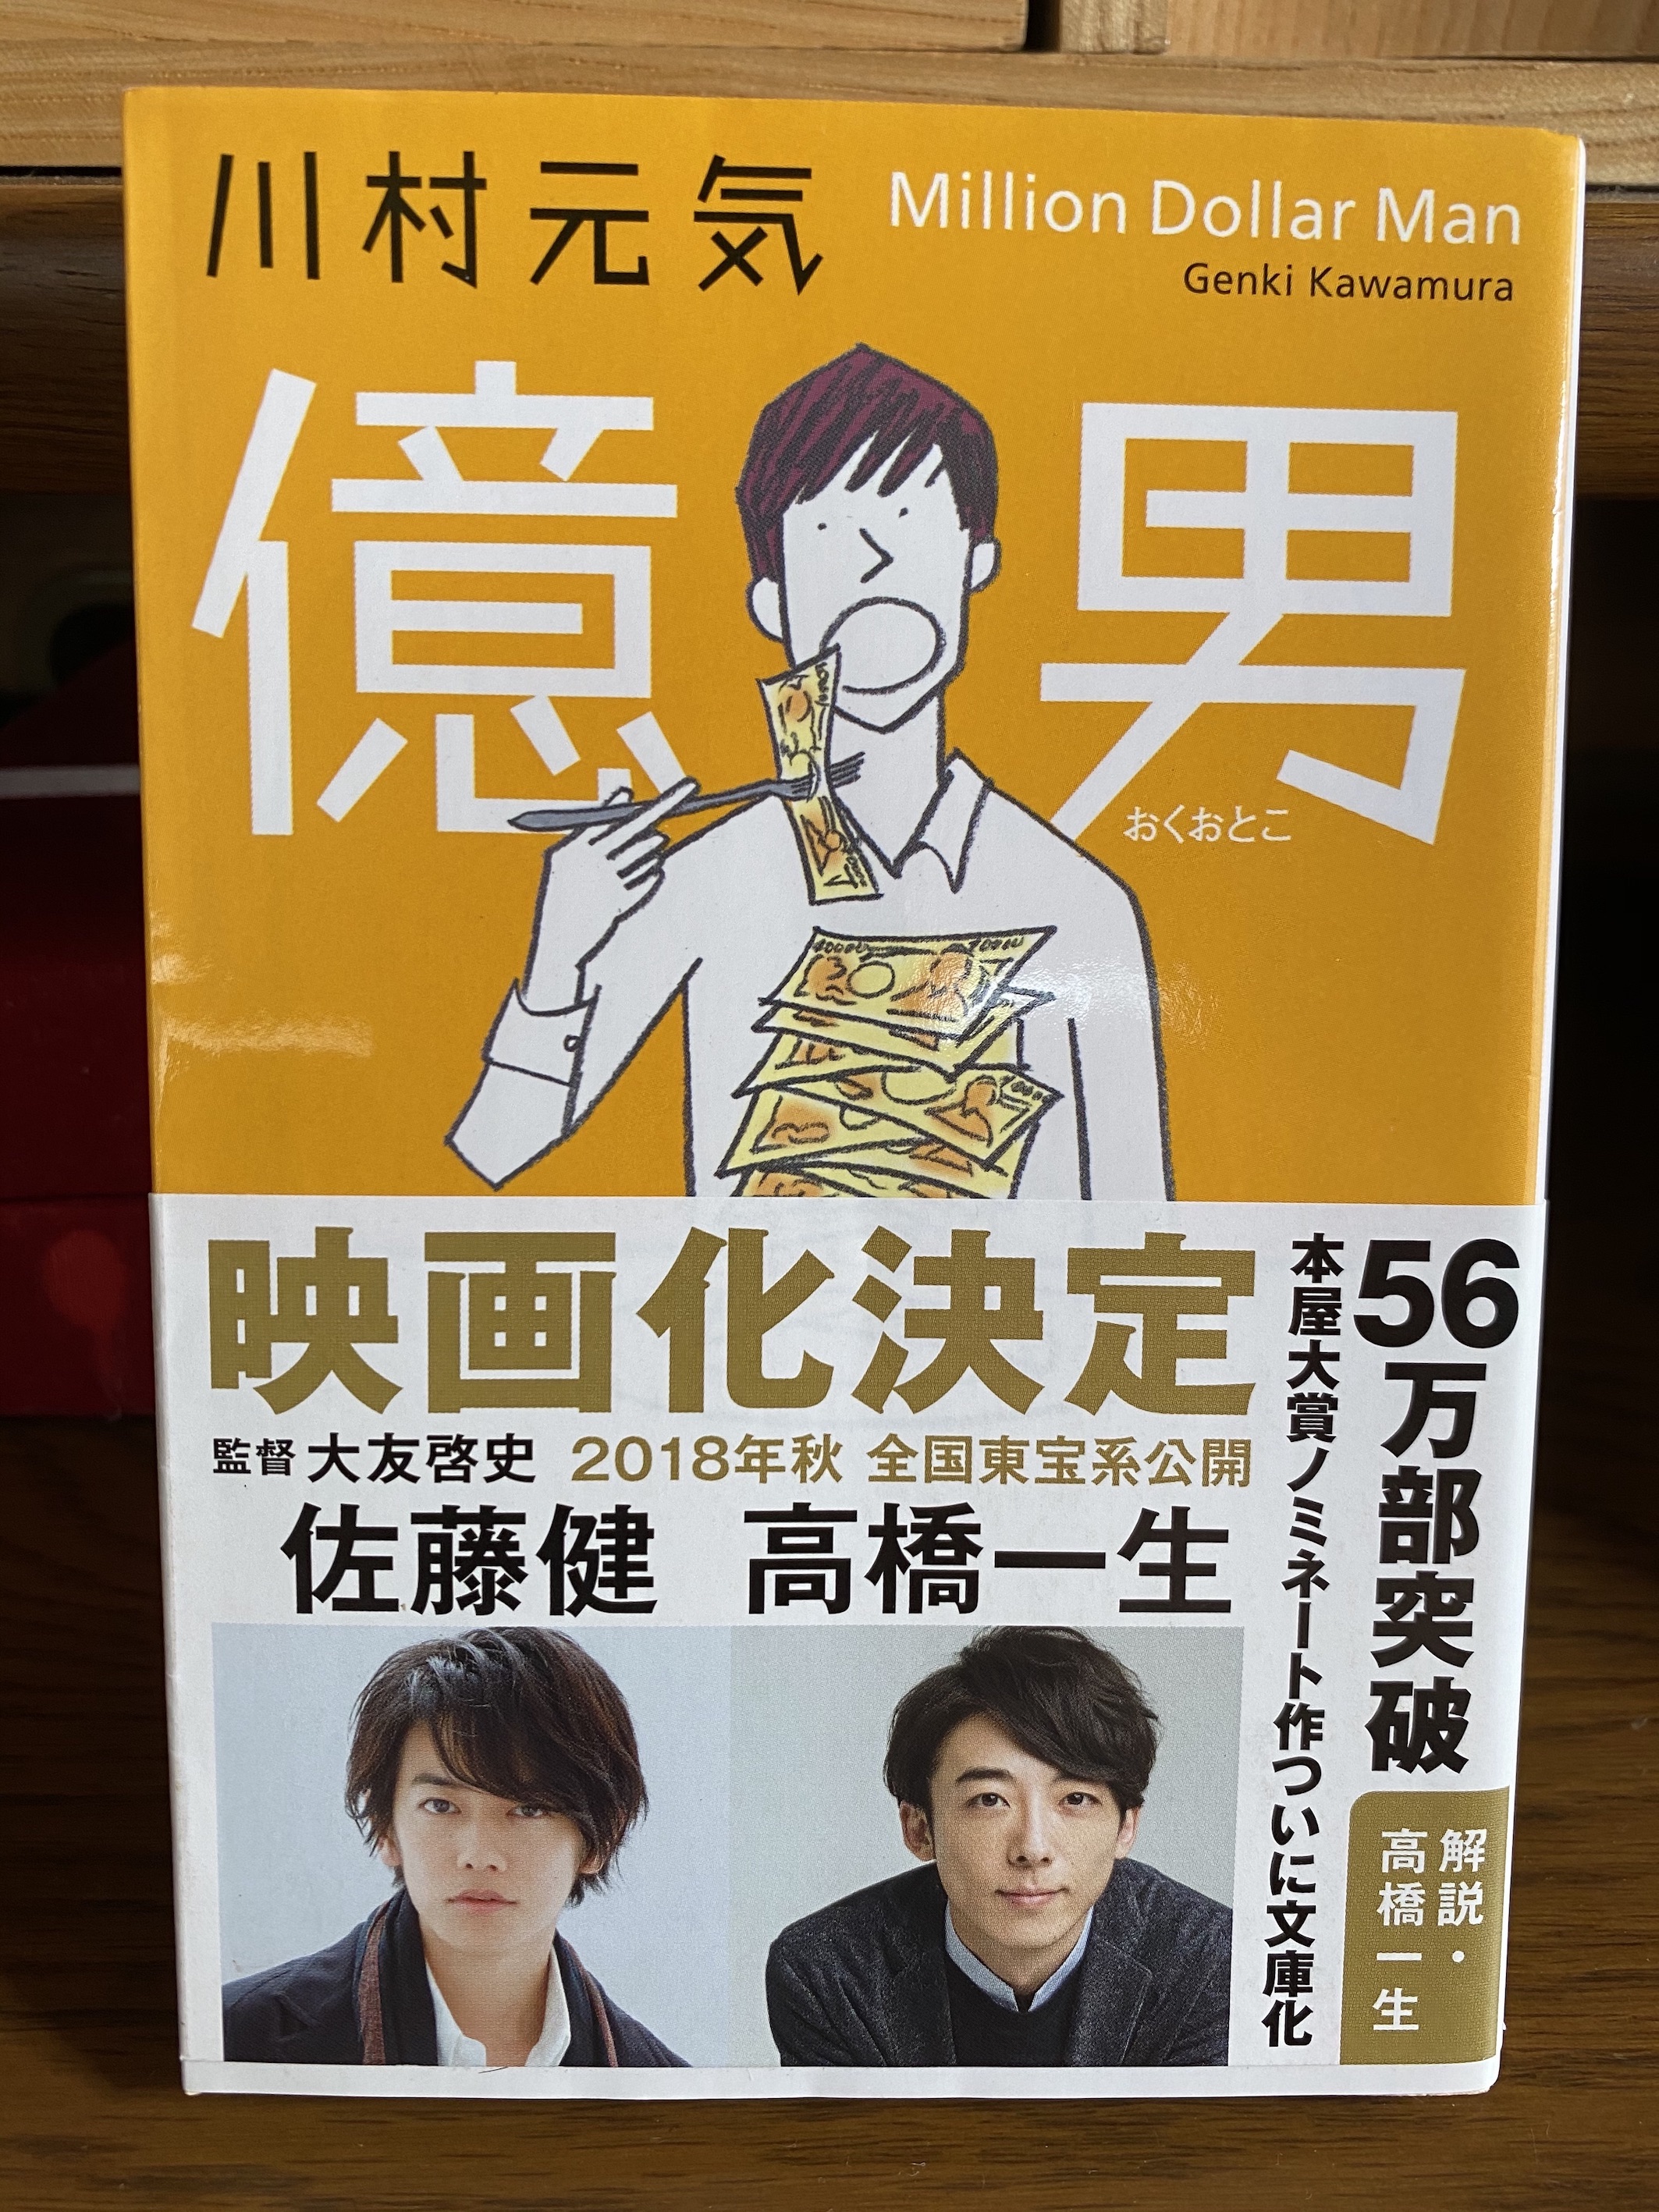 川村元気
Million Dollar Man
Genki Kawamura
億男
おくおとこ
映画化決定
監督 大友啓史 2018年秋 全国東宝系公開
佐藤健 高橋一生
56万部突破
本屋大賞ノミネート作ついに文庫化
解説・
高橋一生